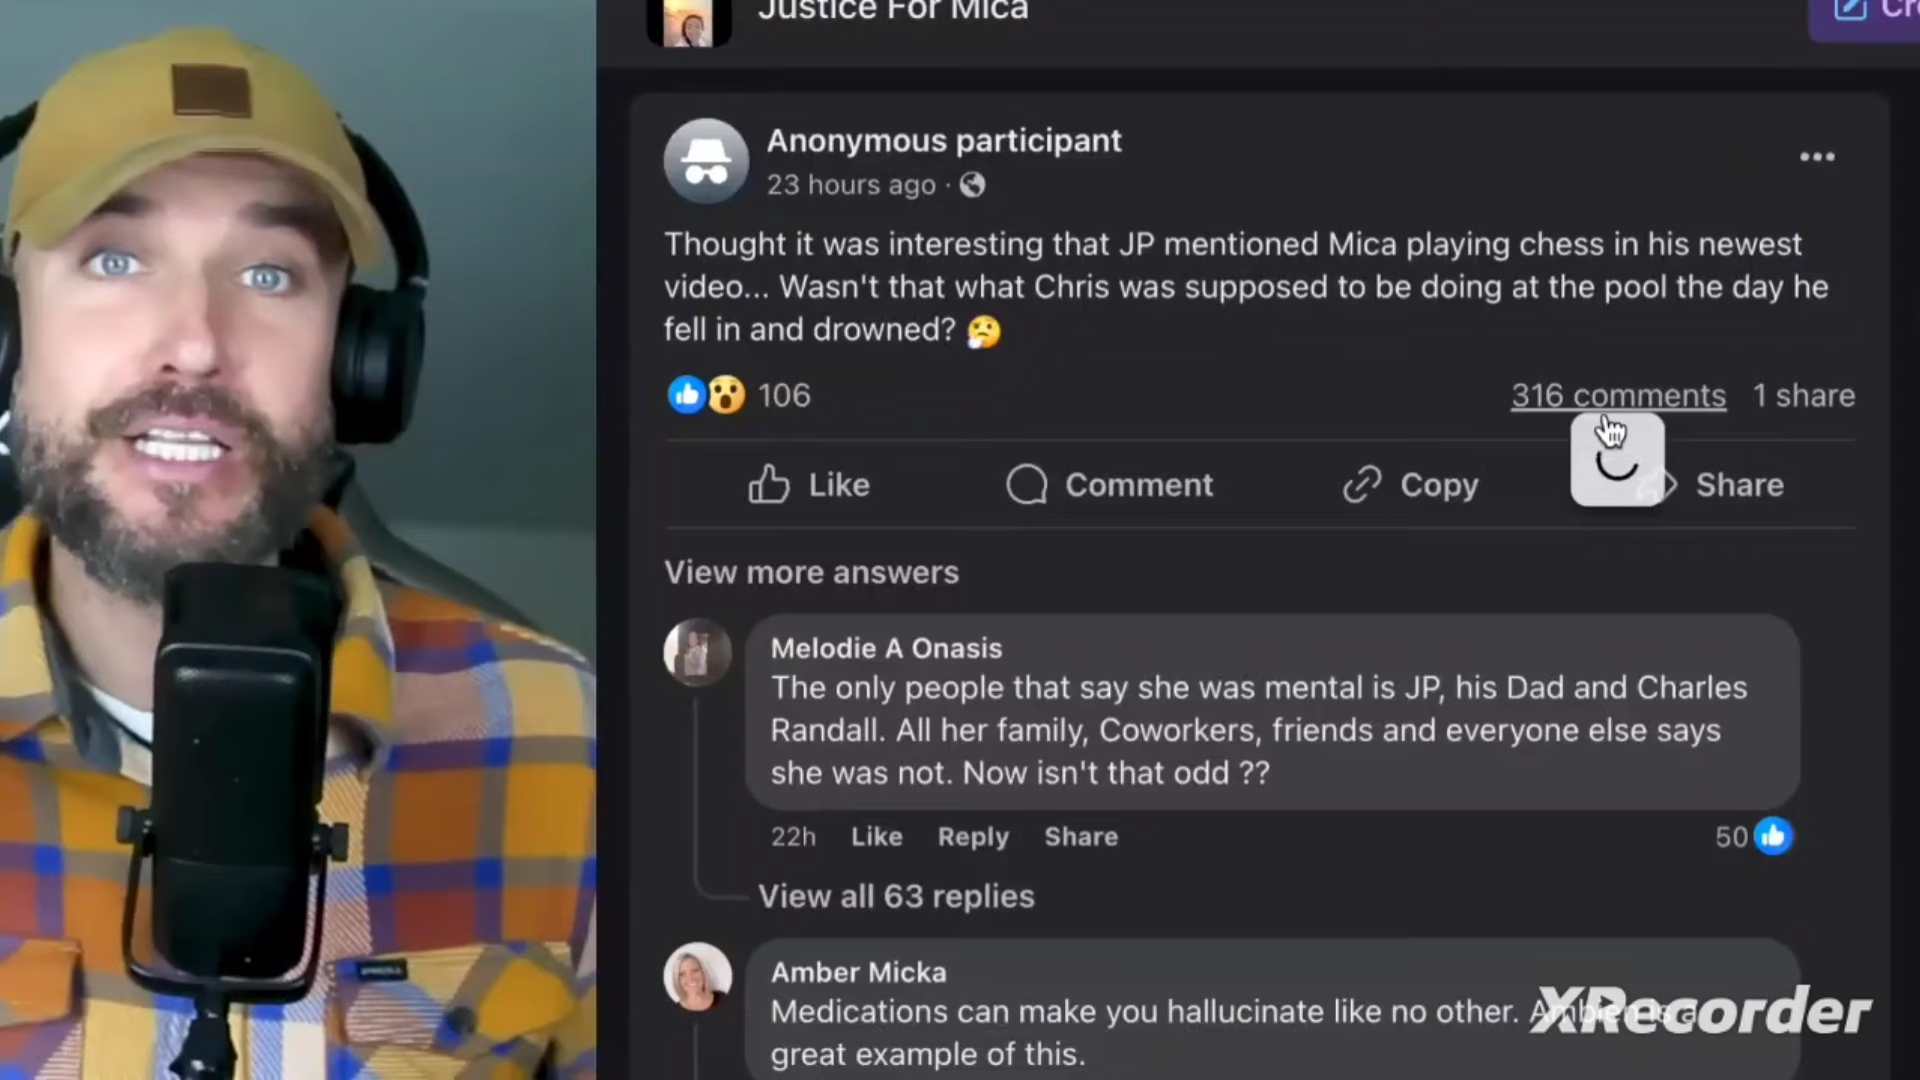 Justice For Mica
Anonymous participant
23 hours ago ·
Thought it was interesting that JP mentioned Mica playing chess in his newest
video... Wasn't that what Chris was supposed to be doing at the pool the day he
fell in and drowned?
106
316 comments 1 share
Like Comment Copy Share
View more answers
Melodie A Onasis
The only people that say she was mental is JP, his Dad and Charles
Randall. All her family, Coworkers, friends and everyone else says
she was not. Now isn't that odd ??
22h Like Reply Share 50
View all 63 replies
Amber Micka
Medications can make you hallucinate like no other. Ambien is a
great example of this.
XRecorder